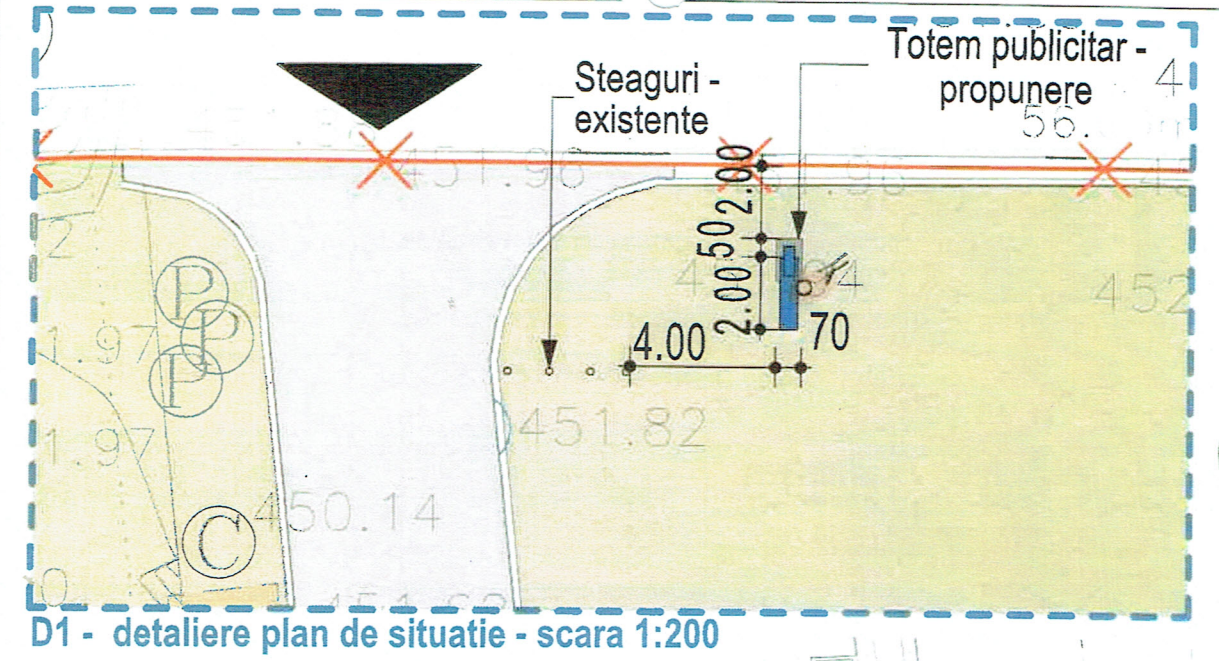 Totem publicitar -
propunere
Steaguri -
existente
4
56.
451.96
2.00
50
2.00
4.00
70
452
2
P
P
P
1.97
1.97
451.82
450.14
C
0
D1 - detaliere plan de situatie - scara 1:200